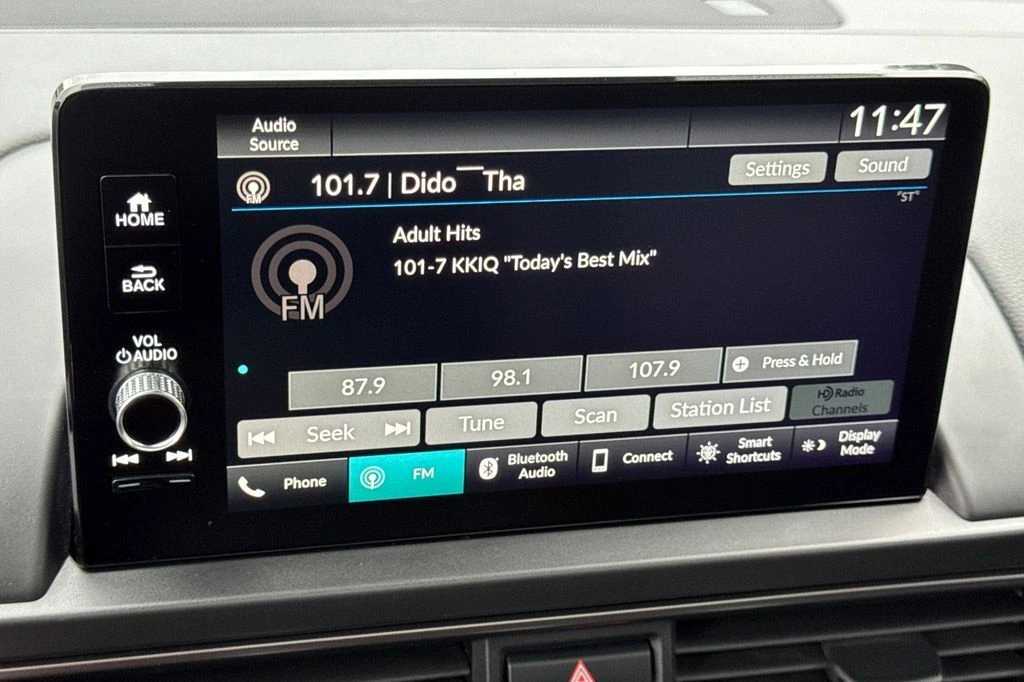 Audio
Source
11:47
FM
101.7 | Dido Tha
Settings
Sound
"ST"
HOME
BACK
VOL
AUDIO
FM
Adult Hits
101-7 KKIQ "Today's Best Mix"
87.9
98.1
107.9
Press & Hold
Seek
Tune
Scan
Station List
HD Radio
Channels
Phone
FM
Bluetooth
Audio
Connect
Smart
Shortcuts
Display
Mode